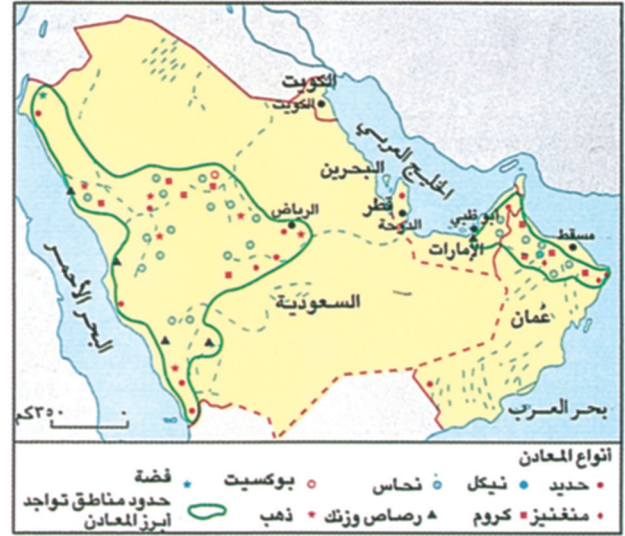 الكويت
الكويت
الخليج العربي
البحرين
قطر
الدوحة
الرياض
أبو ظبي
الإمارات
مسقط
عُمان
السعودية
البحر الأحمر
بحر العرب
٣٥٠كم
أنواع المعادن
حديد
نيكل
نحاس
بوكسيت
فضة
منغنيز
كروم
رصاص وزنك
ذهب
حدود مناطق تواجد
أبرز المعادن